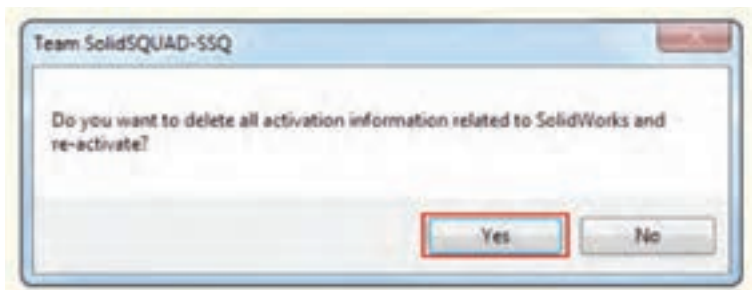 Team SolidSQUAD-SSQ
Do you want to delete all activation information related to SolidWorks and
re-activate?
Yes
No